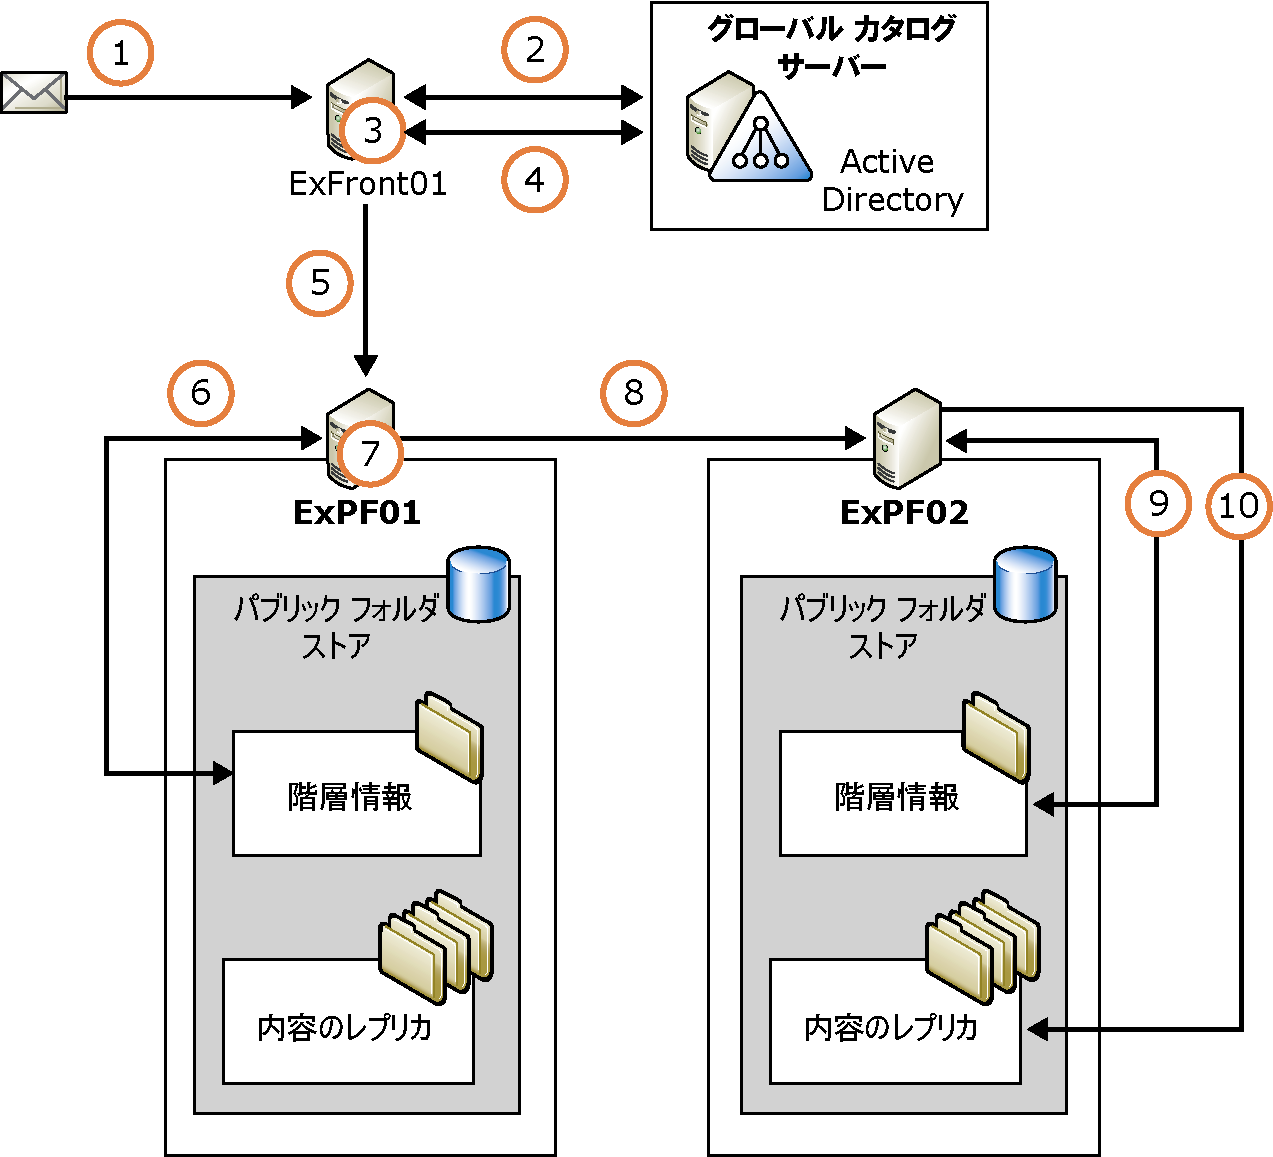 1
2
グローバル カタログ
サーバー
3
Active
Directory
4
ExFront01
5
6
7
8
9
10
ExPF01
ExPF02
パブリック フォルダ
ストア
階層情報
内容のレプリカ
パブリック フォルダ
ストア
階層情報
内容のレプリカ